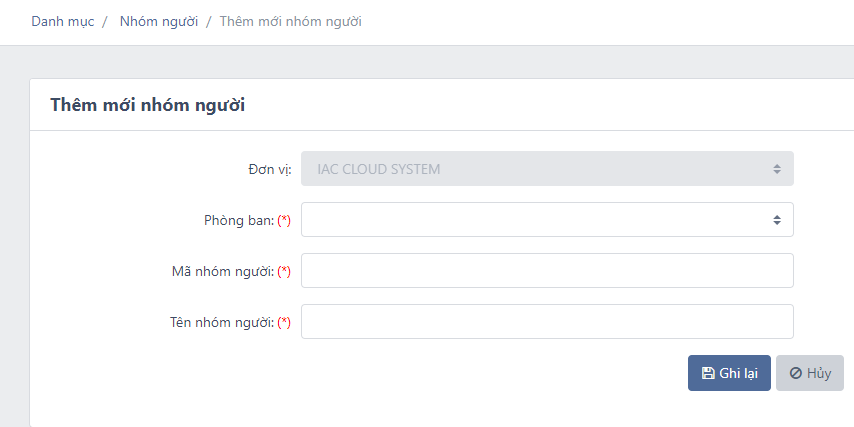 Danh mục / Nhóm người / Thêm mới nhóm người
Thêm mới nhóm người
Đơn vị: IAC CLOUD SYSTEM
Phòng ban: (*)
Mã nhóm người: (*)
Tên nhóm người: (*)
Ghi lại Hủy